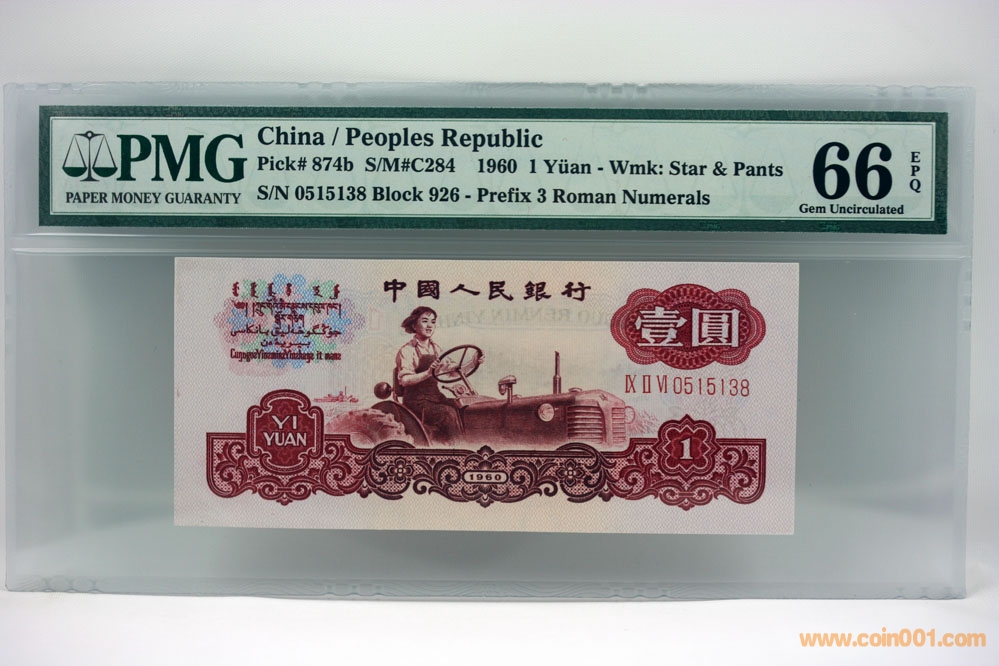 PMG
PAPER MONEY GUARANTY
China / Peoples Republic
Pick# 874b S/M#C284 1960 1 Yüan - Wmk: Star & Pants
S/N 0515138 Block 926 - Prefix 3 Roman Numerals
66
EPQ
Gem Uncirculated
中國人民銀行
壹圓
IX II VI 0515138
YI
YUAN
1960
1
www.coin001.com